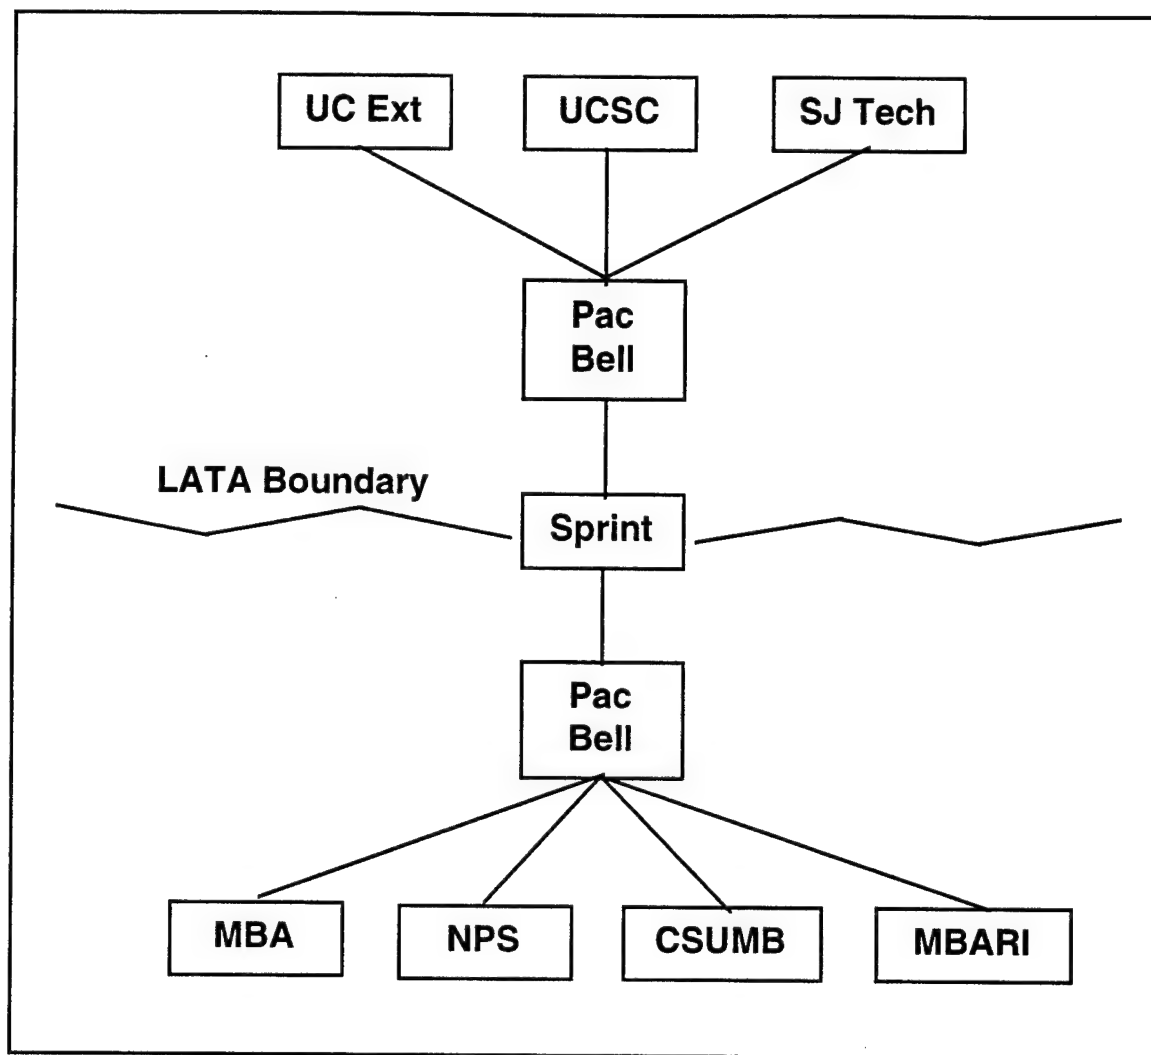 UC Ext
UCSC
SJ Tech
Pac
Bell
LATA Boundary
Sprint
Pac
Bell
MBA
NPS
CSUMB
MBARI